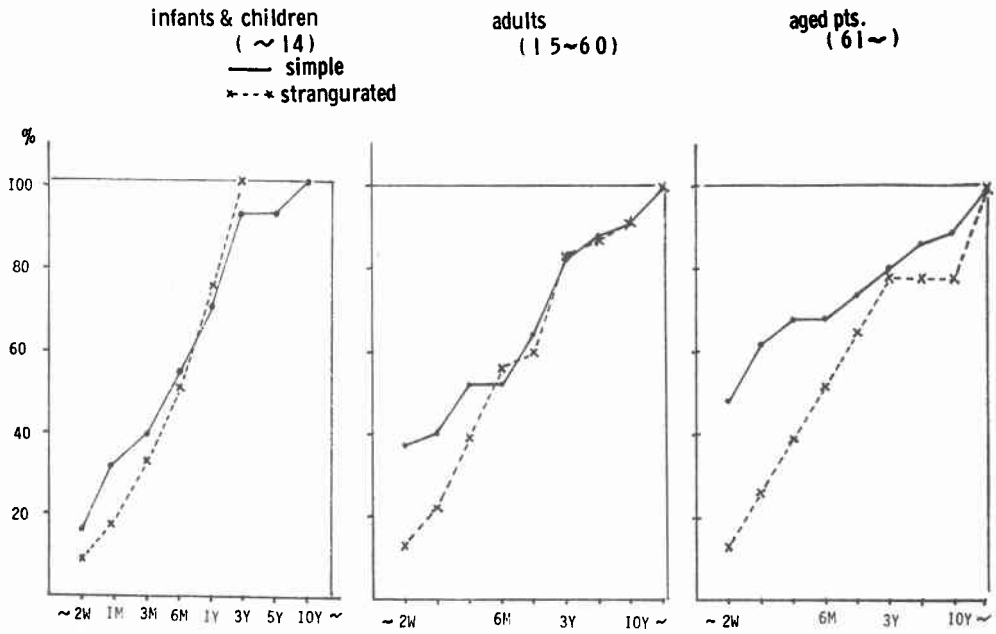 infants & children
( ~ 14)
simple
strangurated
adults
( 15~60 )
aged pts.
( 61~ )
%
100
80
60
40
20
~ 2W 1M 3M 6M 1Y 3Y 5Y 10Y ~
~ 2W 6M 3Y 10Y ~
~ 2W 6M 3Y 10Y ~